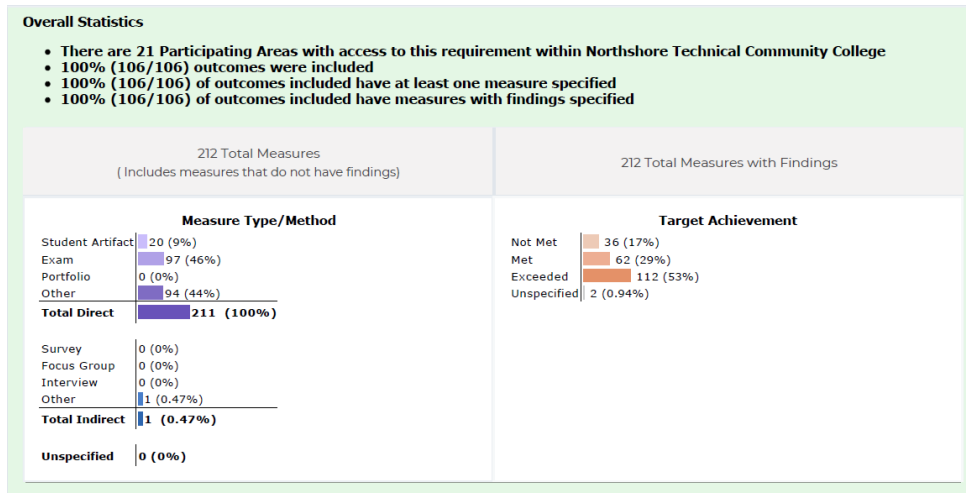 Overall Statistics
• There are 21 Participating Areas with access to this requirement within Northshore Technical Community College
• 100% (106/106) outcomes were included
• 100% (106/106) of outcomes included have at least one measure specified
• 100% (106/106) of outcomes included have measures with findings specified
212 Total Measures
( Includes measures that do not have findings)
Measure Type/Method
Student Artifact 20 (9%)
Exam 97 (46%)
Portfolio 0 (0%)
Other 94 (44%)
Total Direct 211 (100%)
Survey 0 (0%)
Focus Group 0 (0%)
Interview 0 (0%)
Other 1 (0.47%)
Total Indirect 1 (0.47%)
Unspecified 0 (0%)
212 Total Measures with Findings
Target Achievement
Not Met 36 (17%)
Met 62 (29%)
Exceeded 112 (53%)
Unspecified 2 (0.94%)